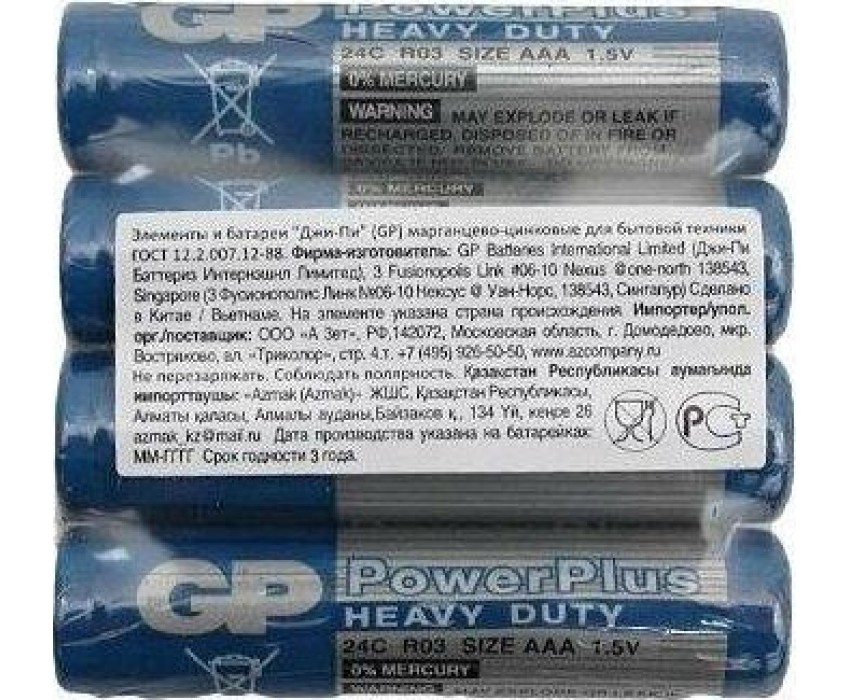 GP PowerPlus
HEAVY DUTY
24C R03 SIZE AAA 1.5V
0% MERCURY
WARNING MAY EXPLODE OR LEAK IF
RECHARGED, DISPOSED OF IN FIRE OR
Pb
0% MERCURY
Элементы и батареи "Джи-Пи" (GP) марганцево-цинковые для бытовой техники
ГОСТ 12.2.007.12-88. Фирма-изготовитель: GP Batteries International Limited (Джи-Пи
Баттериз Интернэшнл Лимитед), 3 Fusionopolis Link #06-10 Nexus @one-north 138543,
Singapore (3 Фусионополис Линк №06-10 Нексус @ Уан-Норс, 138543, Сингапур) Сделано
в Китае / Вьетнаме. На элементе указана страна происхождения. Импортер/упол.
орг./поставщик: ООО «А Зет», РФ,142072, Московская область, г. Домодедово, мкр.
Востряково, вл. «Триколор», стр. 4.т. +7 (495) 926-50-50, www.azcompany.ru
Не перезаряжать. Соблюдать полярность. Қазақстан Республикасы аумағында
импорттаушы: «Azmak (Azmak)» ЖШС, Қазақстан Республикасы,
Алматы қаласы, Алмалы ауданы,Байзаков к., 134 Үй, кеңсе 26
azmak_kz@mail.ru Дата производства указана на батарейках:
ММ-ГГГГ Срок годности 3 года.
РСТ
GP PowerPlus
HEAVY DUTY
24C R03 SIZE AAA 1.5V
0% MERCURY
WARNING